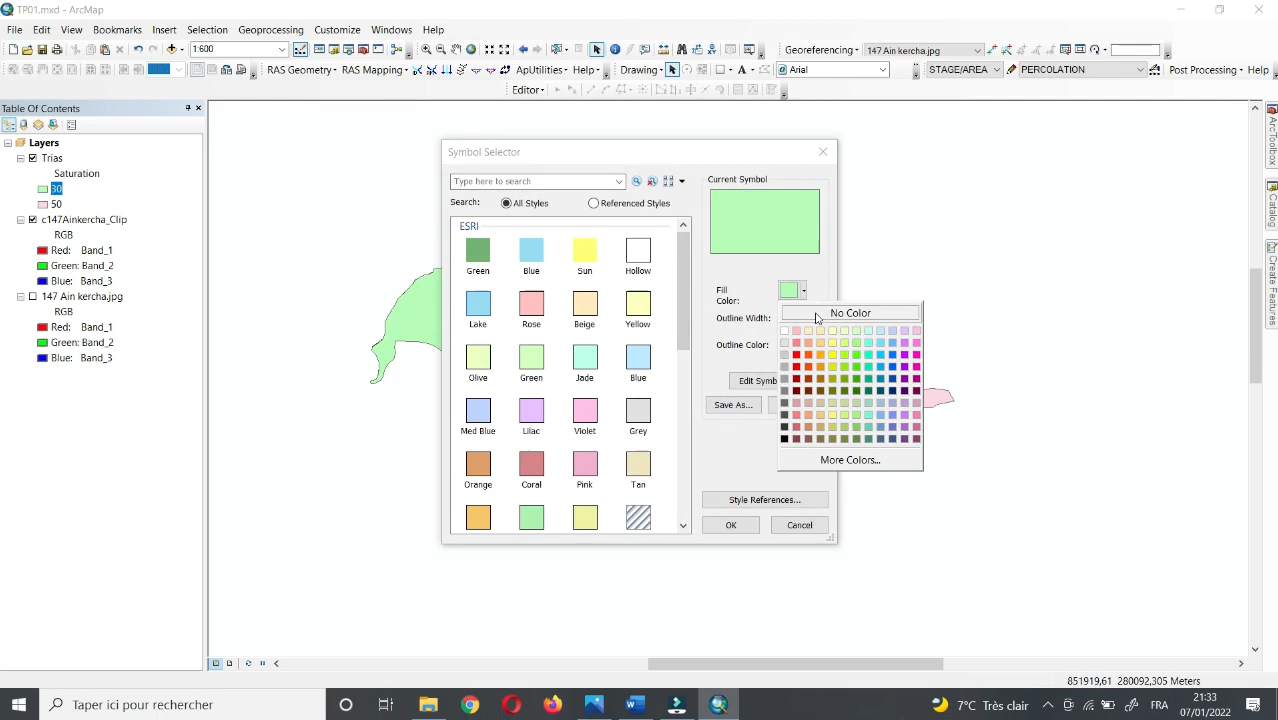 TP01.mxd - ArcMap
File Edit View Bookmarks Insert Selection Geoprocessing Customize Windows Help
1:600
Georeferencing 147 Ain kercha.jpg
RAS Geometry RAS Mapping ApUtilities Help Drawing A Arial STAGE/AREA PERCOLATION Post Processing Help
Editor
Table Of Contents
Layers
Trias
Saturation
30
50
c147Ainkercha_Clip
RGB
Red: Band_1
Green: Band_2
Blue: Band_3
147 Ain kercha.jpg
RGB
Red: Band_1
Green: Band_2
Blue: Band_3
Symbol Selector
Type here to search
Search: All Styles Referenced Styles
ESRI
Green Blue Sun Hollow
Lake Rose Beige Yellow
Olive Green Jade Blue
Med Blue Lilac Violet Grey
Orange Coral Pink Tan
Current Symbol
Fill
Color:
Outline Width:
Outline Color:
Edit Symb
Save As...
No Color
More Colors...
Style References...
OK Cancel
ArcToolbox
Catalog
Create Features
851919,61 280092,305 Meters
Taper ici pour rechercher
7°C Très clair
FRA
21:33
07/01/2022